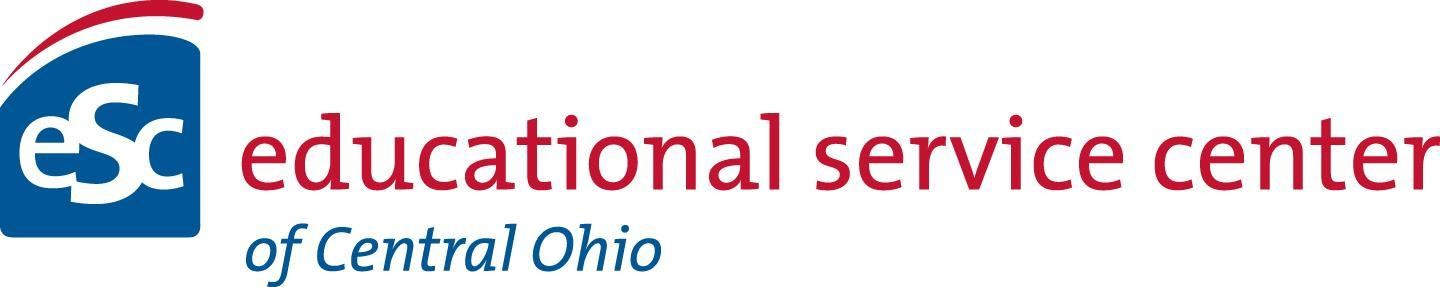 eSc
educational service center
of Central Ohio